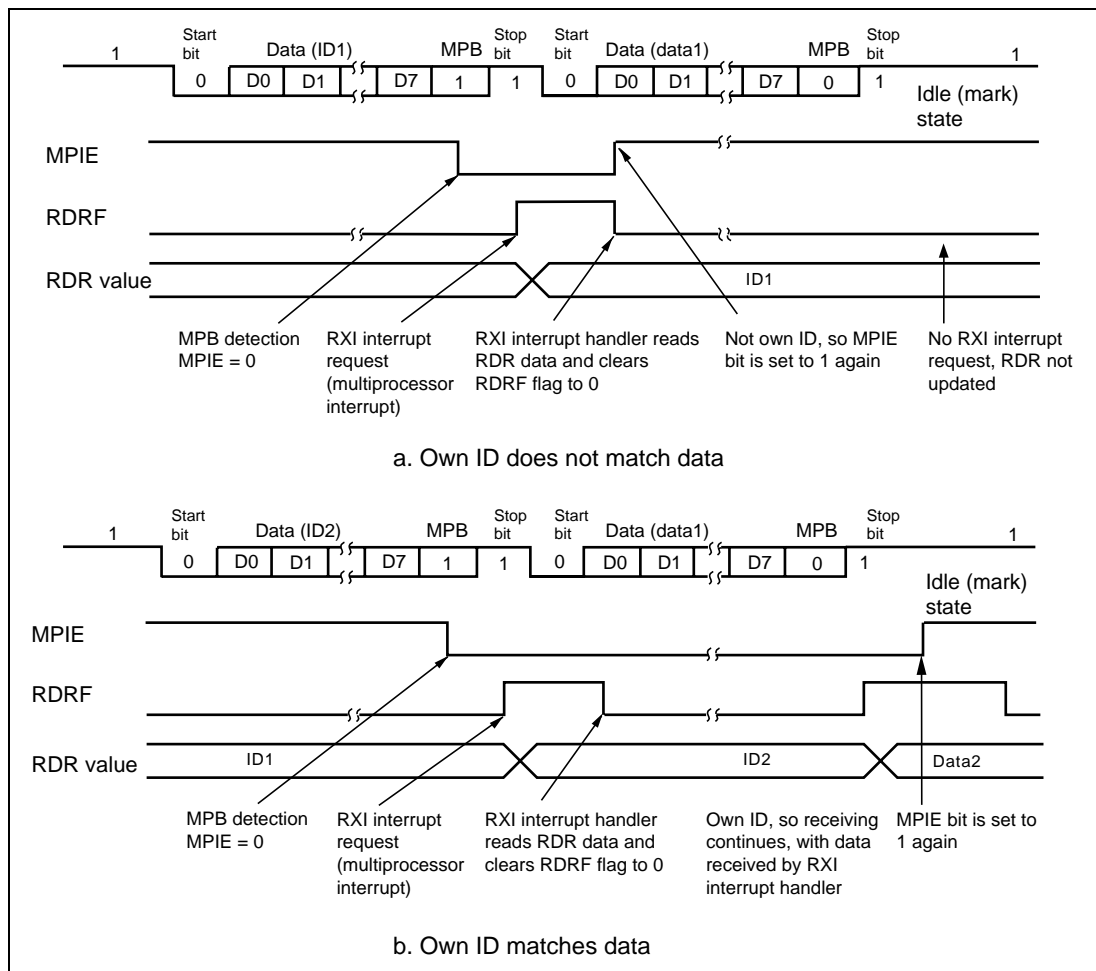 Start bit Data (ID1) MPB Stop bit Start bit Data (data1) MPB Stop bit
1 0 D0 D1 D7 1 1 0 D0 D1 D7 0 1 1
Idle (mark) state
MPIE
RDRF
RDR value ID1
MPB detection MPIE = 0
RXI interrupt request (multiprocessor interrupt)
RXI interrupt handler reads RDR data and clears RDRF flag to 0
Not own ID, so MPIE bit is set to 1 again
No RXI interrupt request, RDR not updated
a. Own ID does not match data
Start bit Data (ID2) MPB Stop bit Start bit Data (data1) MPB Stop bit
1 0 D0 D1 D7 1 1 0 D0 D1 D7 0 1 1
Idle (mark) state
MPIE
RDRF
RDR value ID1 ID2 Data2
MPB detection MPIE = 0
RXI interrupt request (multiprocessor interrupt)
RXI interrupt handler reads RDR data and clears RDRF flag to 0
Own ID, so receiving continues, with data received by RXI interrupt handler
MPIE bit is set to 1 again
b. Own ID matches data